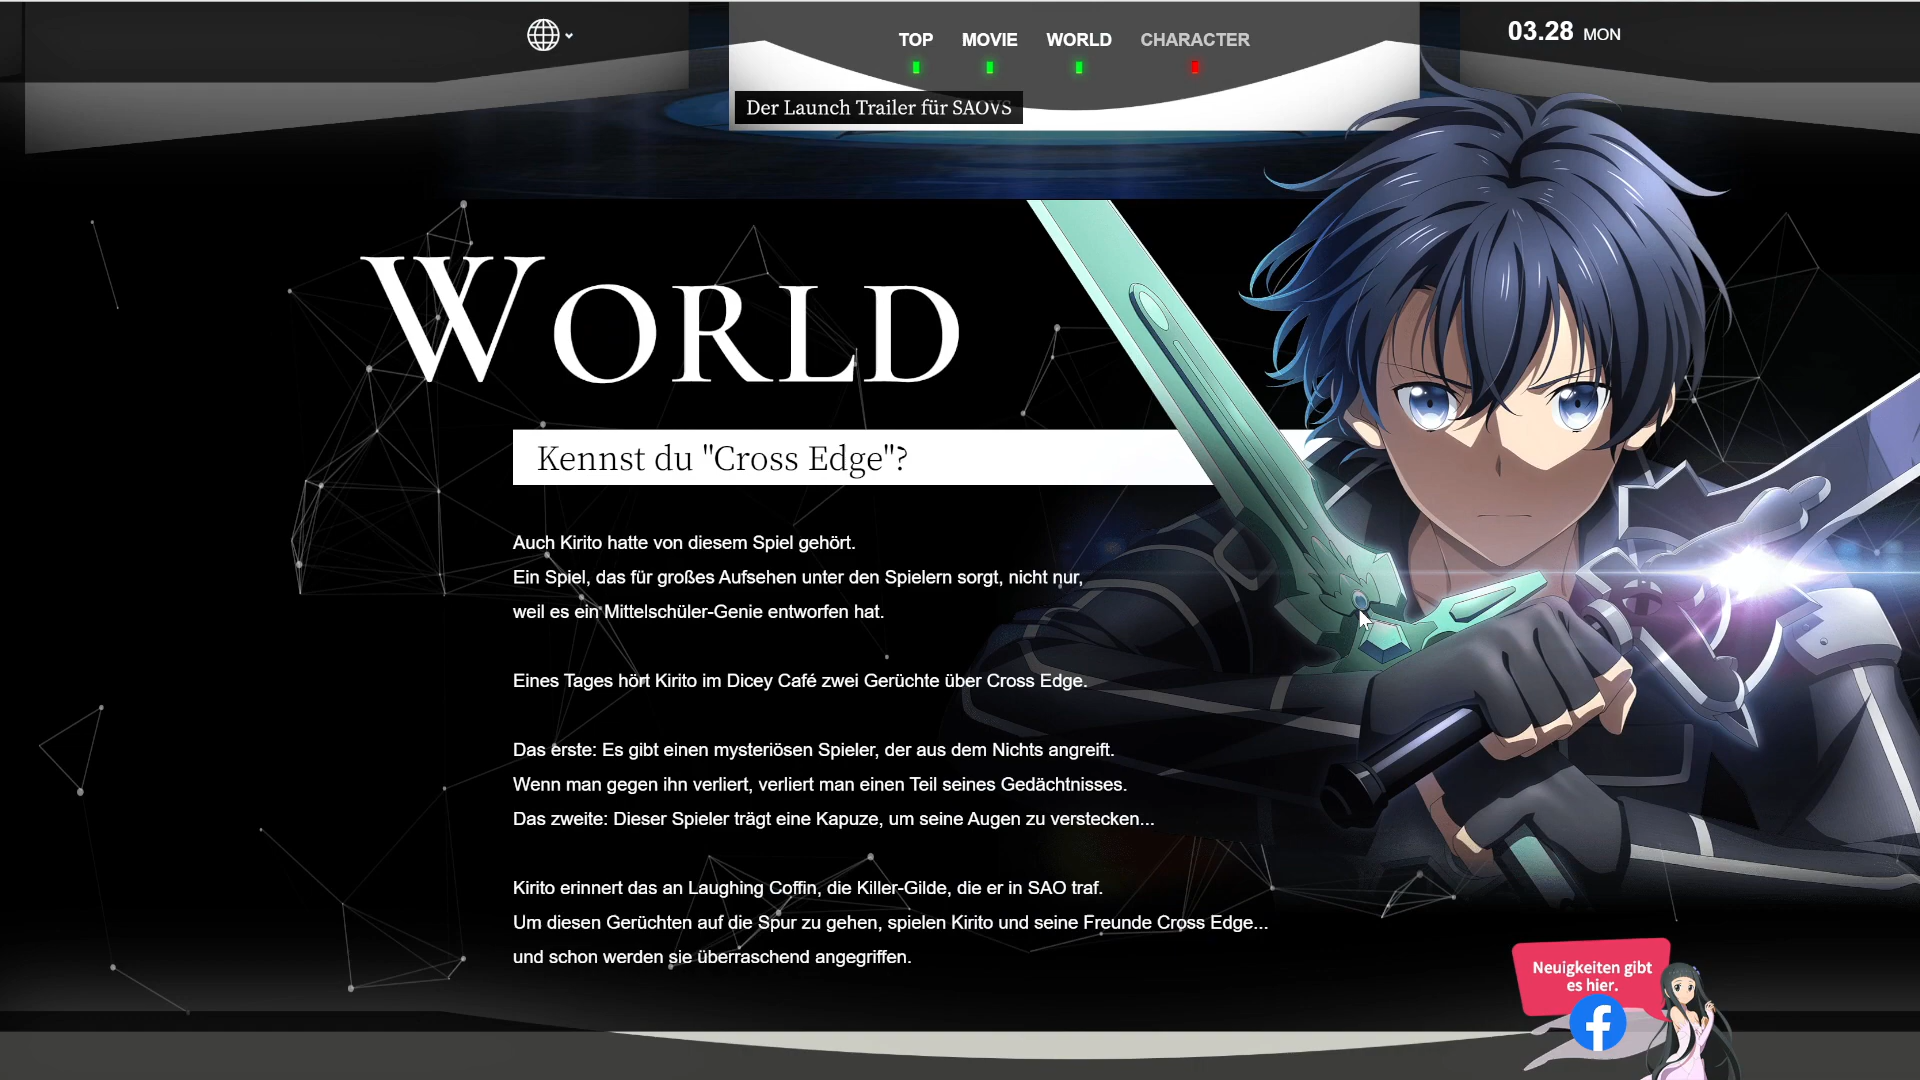 TOP MOVIE WORLD CHARACTER
03.28 MON
Der Launch Trailer für SAOVS
WORLD
Kennst du "Cross Edge"?
Auch Kirito hatte von diesem Spiel gehört.
Ein Spiel, das für großes Aufsehen unter den Spielern sorgt, nicht nur,
weil es ein Mittelschüler-Genie entworfen hat.
Eines Tages hört Kirito im Dicey Café zwei Gerüchte über Cross Edge.
Das erste: Es gibt einen mysteriösen Spieler, der aus dem Nichts angreift.
Wenn man gegen ihn verliert, verliert man einen Teil seines Gedächtnisses.
Das zweite: Dieser Spieler trägt eine Kapuze, um seine Augen zu verstecken...
Kirito erinnert das an Laughing Coffin, die Killer-Gilde, die er in SAO traf.
Um diesen Gerüchten auf die Spur zu gehen, spielen Kirito und seine Freunde Cross Edge...
und schon werden sie überraschend angegriffen.
Neuigkeiten gibt
es hier.